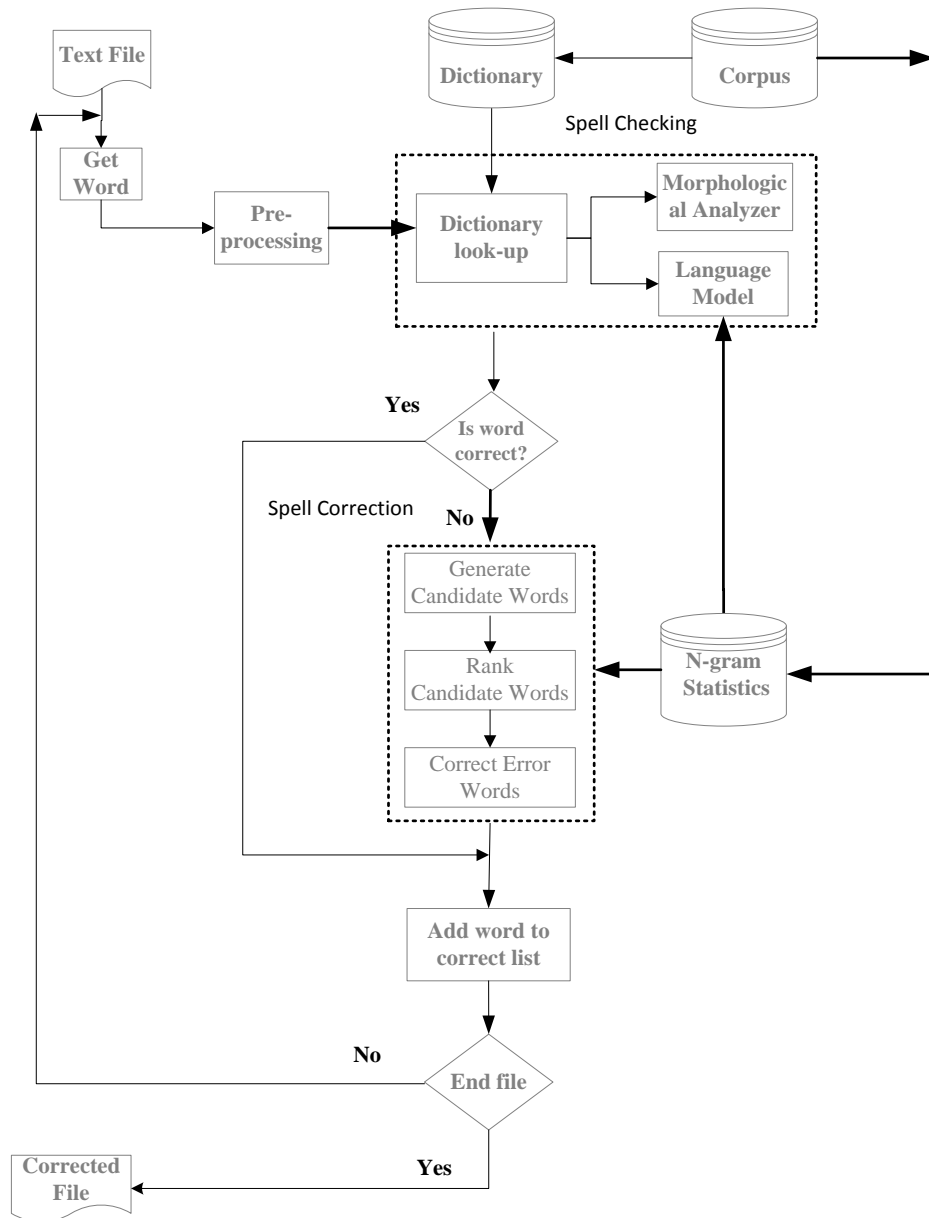 Text File
Dictionary
Corpus
Spell Checking
Get
Word
Pre-
processing
Dictionary
look-up
Morphologic
al Analyzer
Language
Model
Yes
Is word
correct?
Spell Correction
No
Generate
Candidate Words
Rank
Candidate Words
N-gram
Statistics
Correct Error
Words
Add word to
correct list
No
End file
Yes
Corrected
File